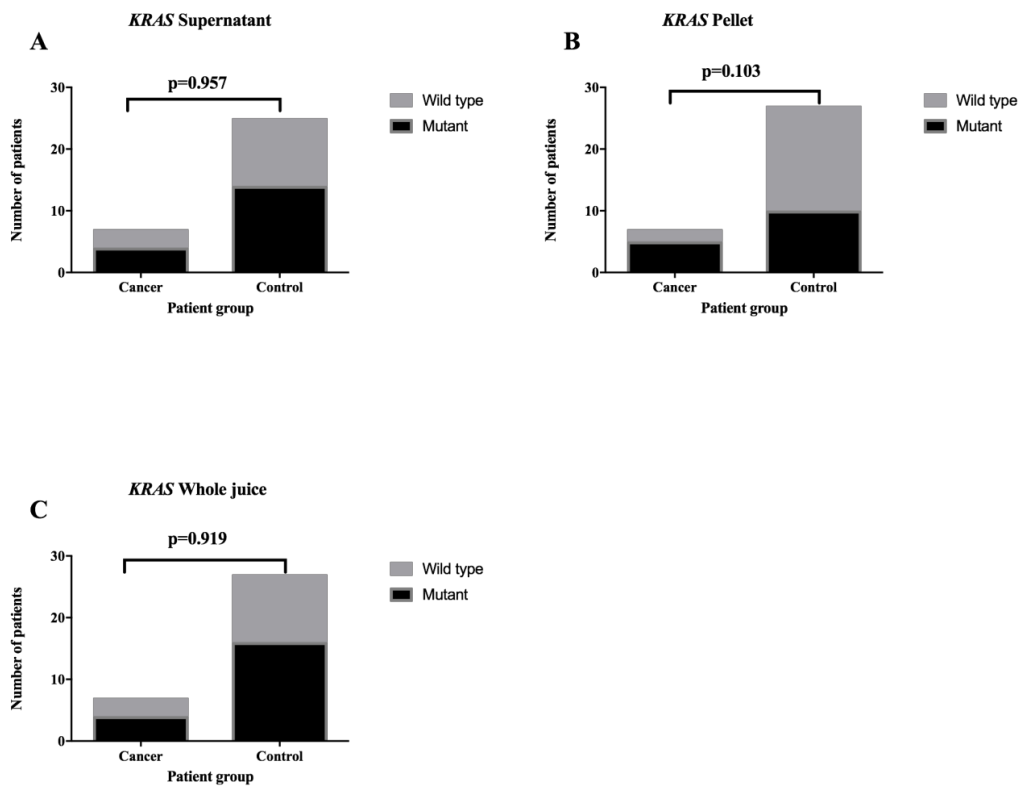 KRAS Supernatant
A
p=0.957
30
20
10
0
Number of patients
Cancer Control
Patient group
Wild type
Mutant
KRAS Pellet
B
p=0.103
30
20
10
0
Number of patients
Cancer Control
Patient group
Wild type
Mutant
KRAS Whole juice
C
p=0.919
30
20
10
0
Number of patients
Cancer Control
Patient group
Wild type
Mutant